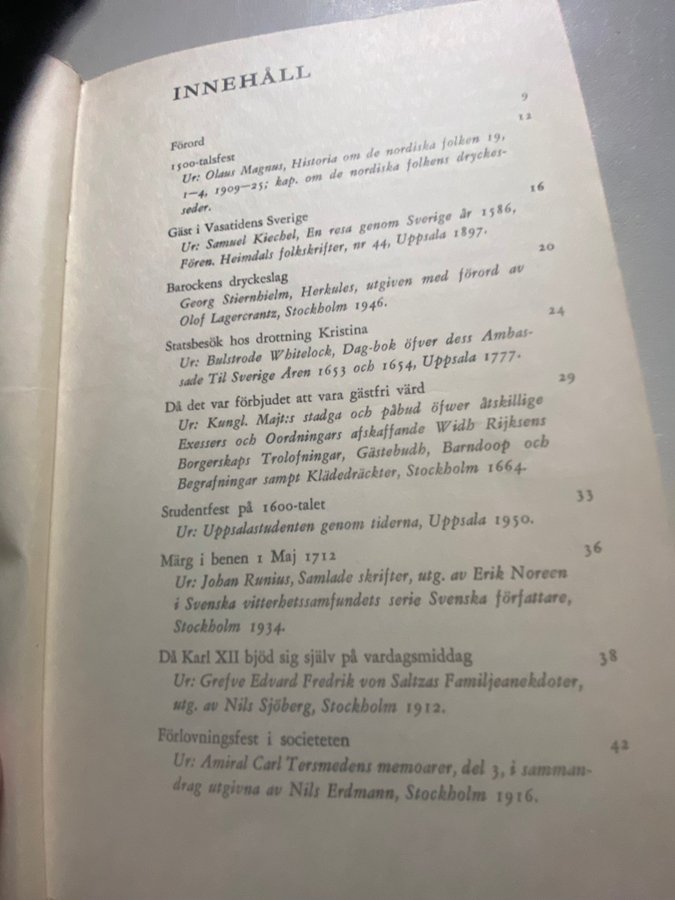 INNEHÅLL
Förord 9
1500-talsfest 12
Ur: Olaus Magnus, Historia om de nordiska folken 19,
1—4, 1909—25; kap. om de nordiska folkens dryckes-
seder.
Gäst i Vasatidens Sverige 16
Ur: Samuel Kiechel, En resa genom Sverige år 1586,
Fören. Heimdals folkskrifter, nr 44, Uppsala 1897.
Barockens dryckeslag 20
Georg Stiernhielm, Herkules, utgiven med förord av
Olof Lagercrantz, Stockholm 1946.
Statsbesök hos drottning Kristina 24
Ur: Bulstrode Whitelock, Dag-bok öfver dess Ambas-
sade Til Sverige Åren 1653 och 1654, Uppsala 1777.
Då det var förbjudet att vara gästfri värd 29
Ur: Kungl. Majt:s stadga och påbud öfwer åtskillige
Exessers och Oordningars afskaffande Widh Rijksens
Borgerskaps Trolofningar, Gästebudh, Barndoop och
Begrafningar sampt Klädedräckter, Stockholm 1664.
Studentfest på 1600-talet 33
Ur: Uppsalastudenten genom tiderna, Uppsala 1950.
Märg i benen 1 Maj 1712 36
Ur: Johan Runius, Samlade skrifter, utg. av Erik Noreen
i Svenska vitterhetssamfundets serie Svenska författare,
Stockholm 1934.
Då Karl XII bjöd sig själv på vardagsmiddag 38
Ur: Grefve Edvard Fredrik von Saltzas Familjeanekdoter,
utg. av Nils Sjöberg, Stockholm 1912.
Förlovningsfest i societeten 42
Ur: Amiral Carl Tersmedens memoarer, del 3, i samman-
drag utgivna av Nils Erdmann, Stockholm 1916.